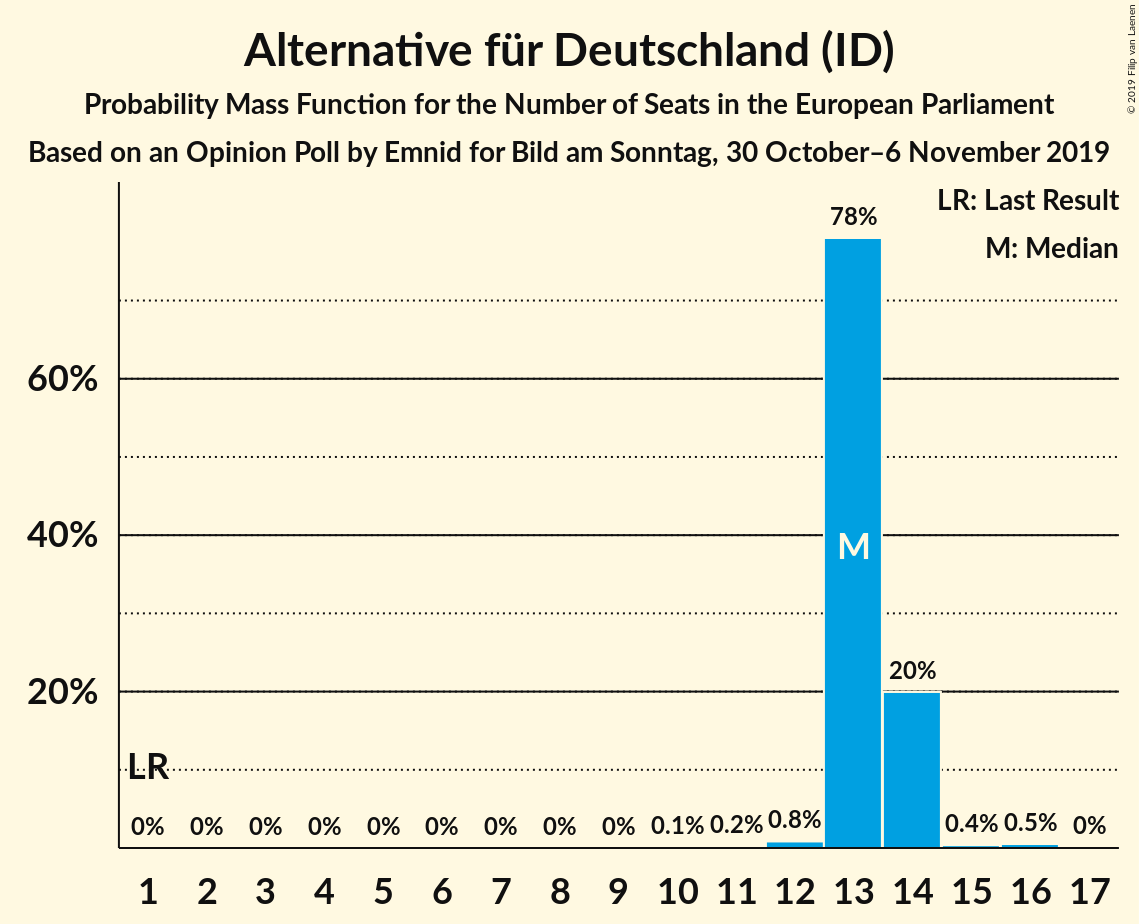 Alternative für Deutschland (ID)
Probability Mass Function for the Number of Seats in the European Parliament
Based on an Opinion Poll by Emnid for Bild am Sonntag, 30 October–6 November 2019
© 2019 Filip van Laenen
LR: Last Result
M: Median
78%
60%
40%
M
20%
20%
LR
0% 0% 0% 0% 0% 0% 0% 0% 0% 0.1% 0.2% 0.8% 0.4% 0.5% 0%
1 2 3 4 5 6 7 8 9 10 11 12 13 14 15 16 17